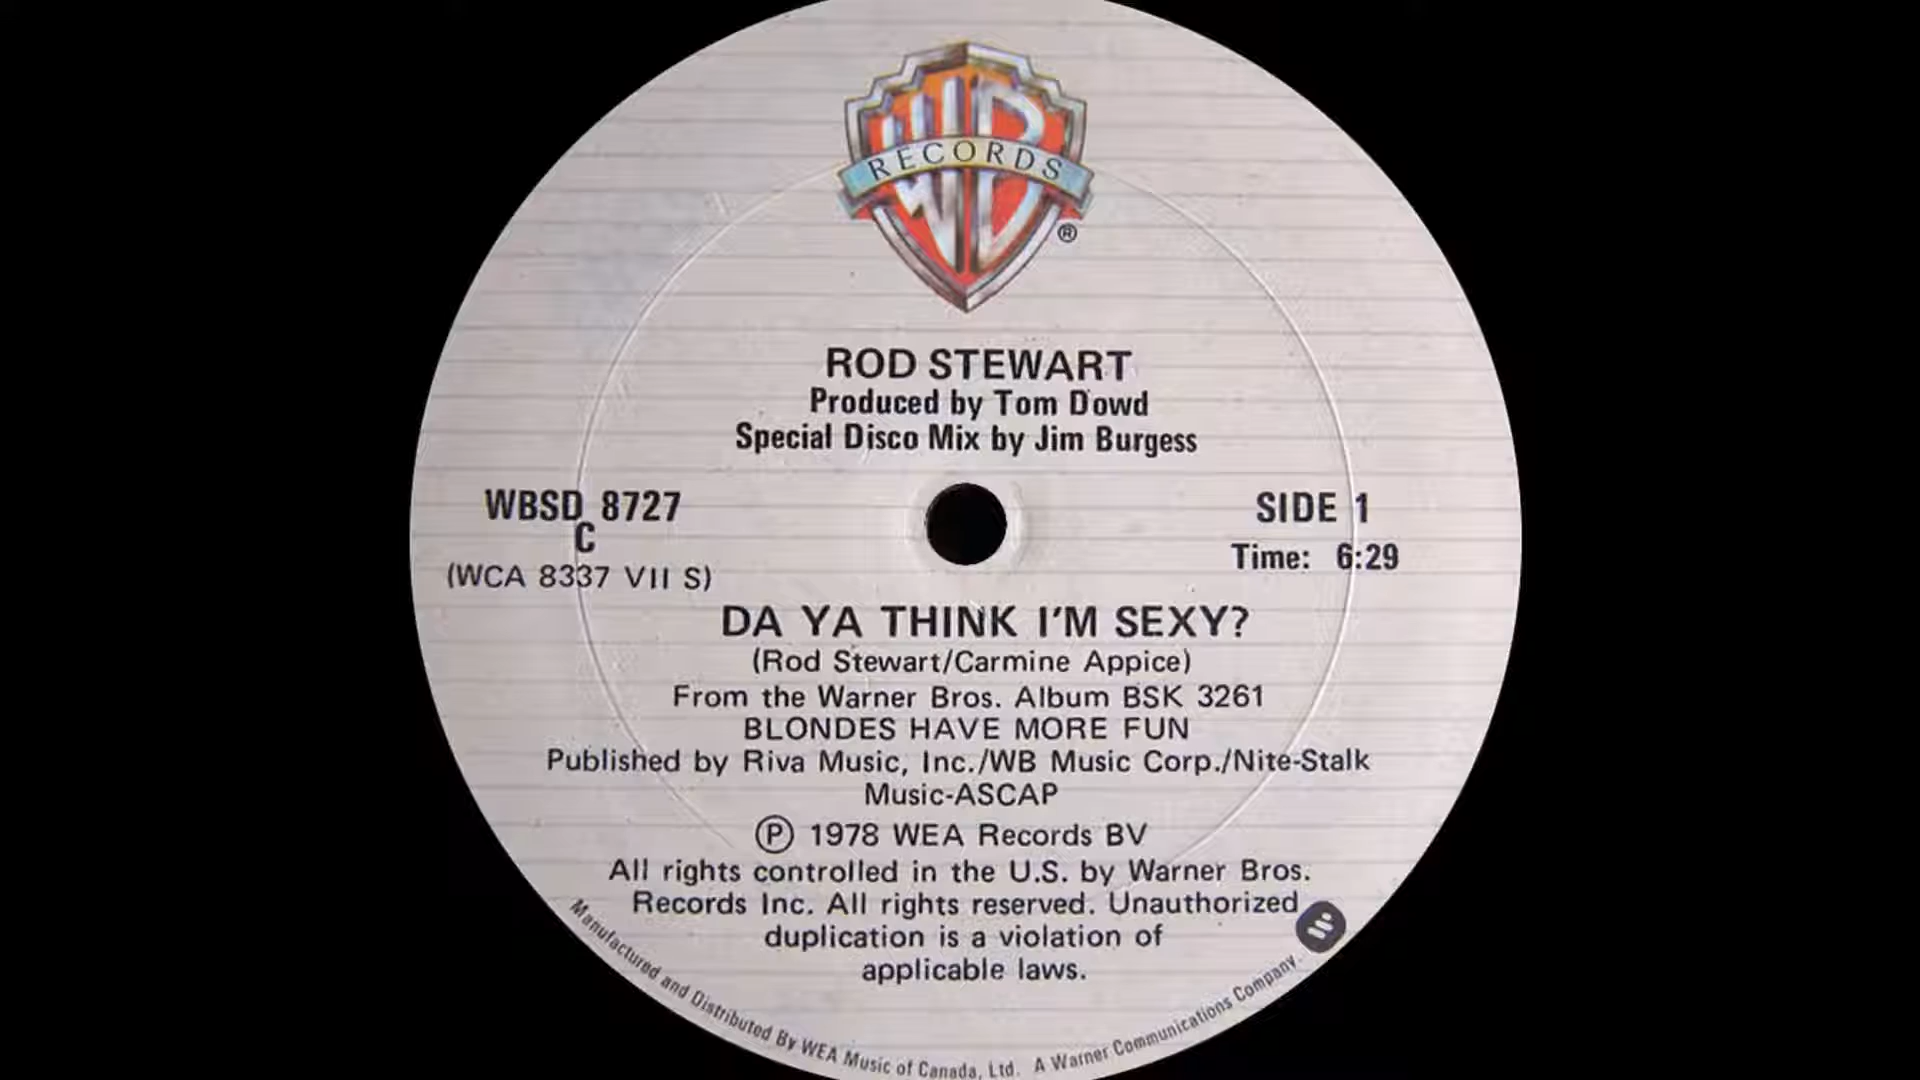 WB
RECORDS
®
ROD STEWART
Produced by Tom Dowd
Special Disco Mix by Jim Burgess
WBSD 8727
C
(WCA 8337 VII S)
SIDE 1
Time: 6:29
DA YA THINK I'M SEXY?
(Rod Stewart/Carmine Appice)
From the Warner Bros. Album BSK 3261
BLONDES HAVE MORE FUN
Published by Riva Music, Inc./WB Music Corp./Nite-Stalk
Music-ASCAP
Ⓟ 1978 WEA Records BV
All rights controlled in the U.S. by Warner Bros.
Records Inc. All rights reserved. Unauthorized
duplication is a violation of
applicable laws.
Manufactured and Distributed By WEA Music of Canada, Ltd. A Warner Communications Company.